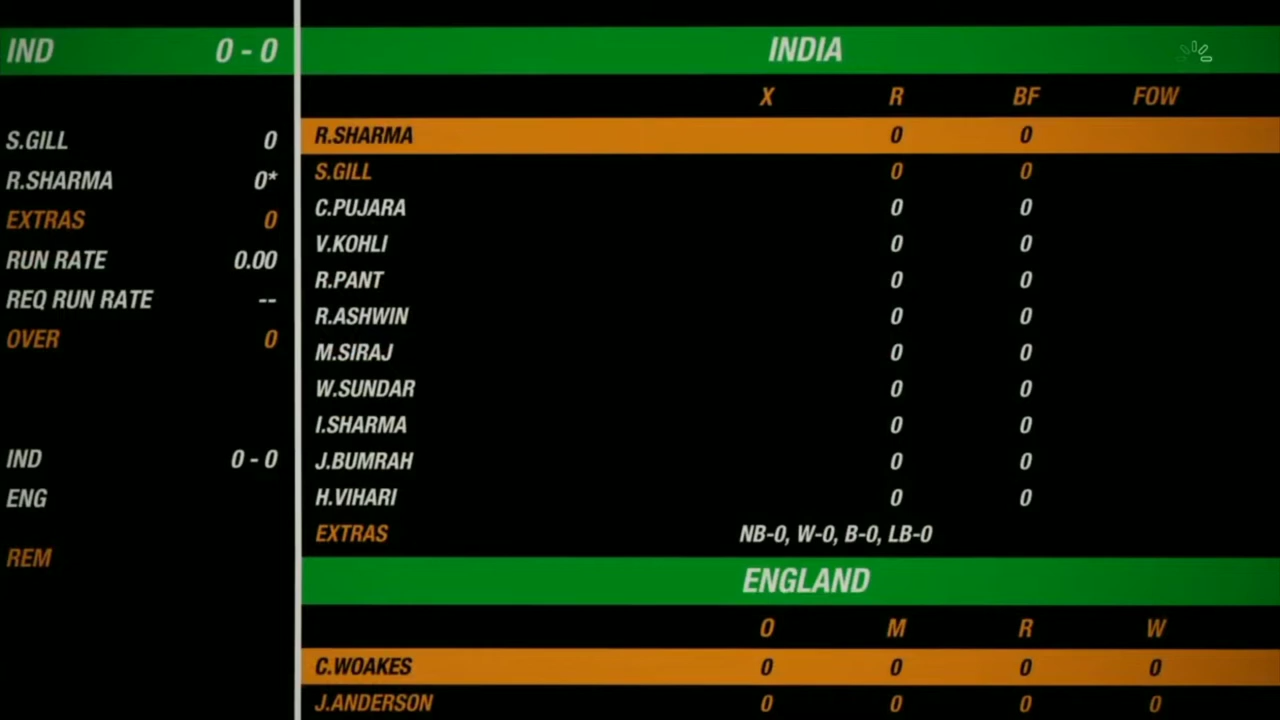 IND 0 - 0
S.GILL 0
R.SHARMA 0*
EXTRAS 0
RUN RATE 0.00
REQ RUN RATE --
OVER 0
IND 0 - 0
ENG
REM
INDIA
X R BF FOW
R.SHARMA 0 0
S.GILL 0 0
C.PUJARA 0 0
V.KOHLI 0 0
R.PANT 0 0
R.ASHWIN 0 0
M.SIRAJ 0 0
W.SUNDAR 0 0
I.SHARMA 0 0
J.BUMRAH 0 0
H.VIHARI 0 0
EXTRAS NB-0, W-0, B-0, LB-0
ENGLAND
O M R W
C.WOAKES 0 0 0 0
J.ANDERSON 0 0 0 0